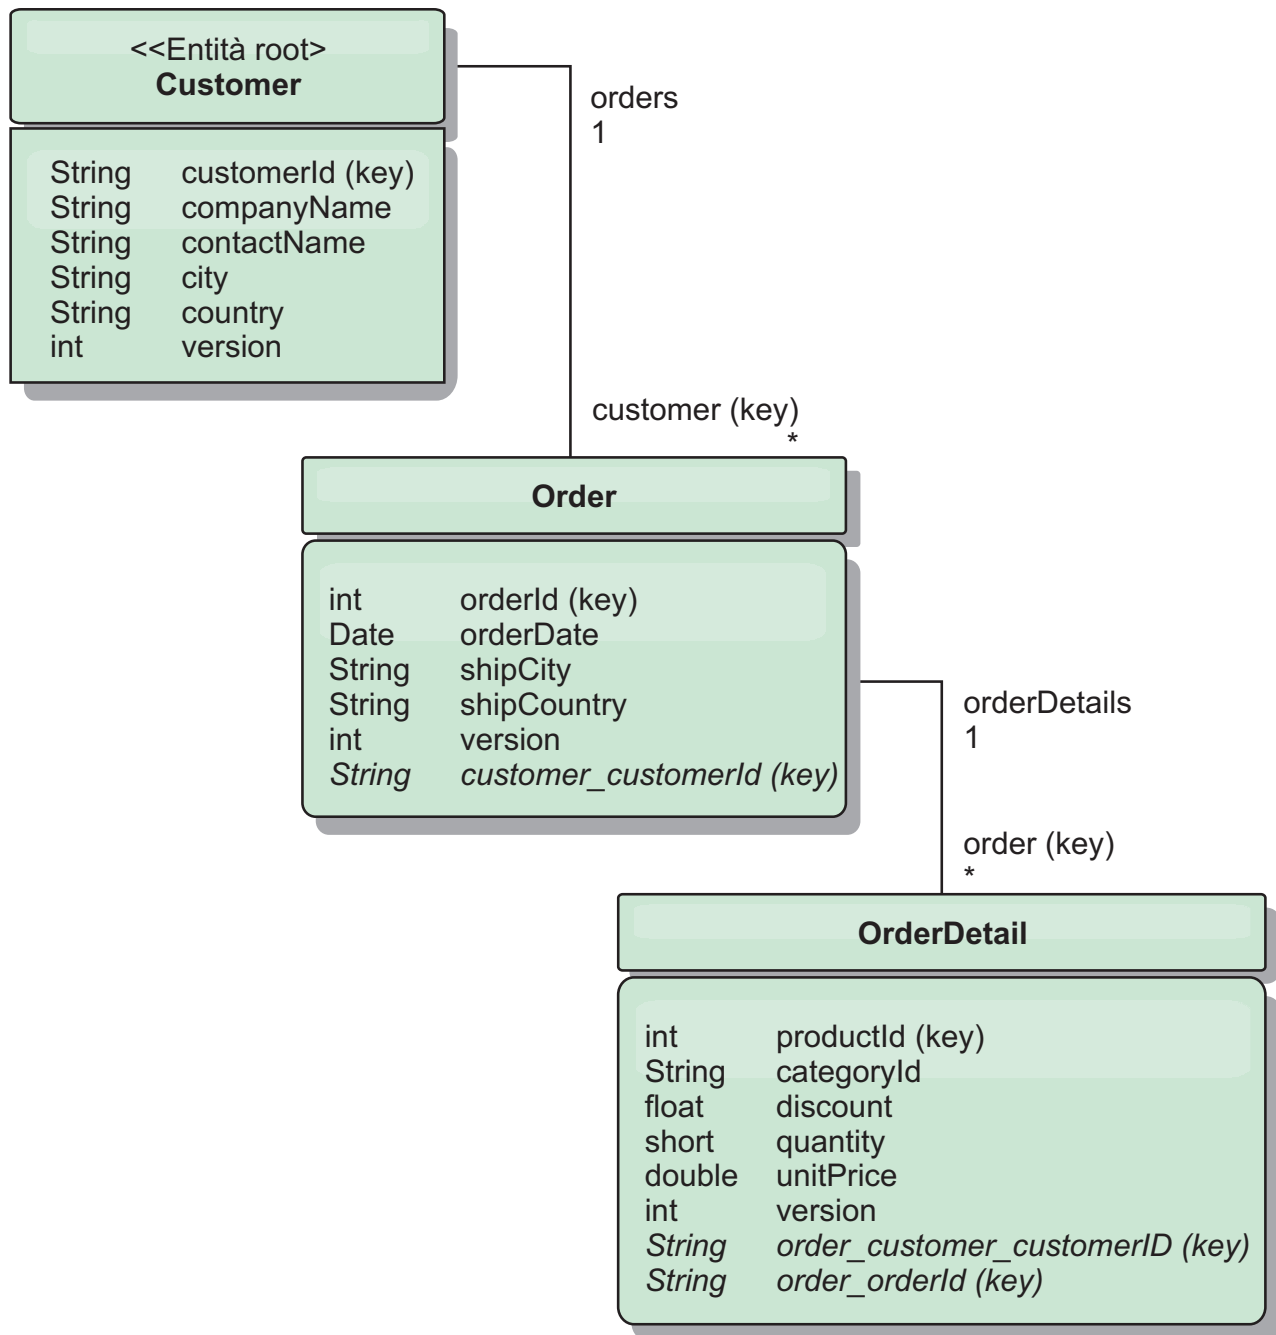 <<Entità root>
Customer
String customerId (key)
String companyName
String contactName
String city
String country
int version
orders
1
customer (key)
*
Order
int orderId (key)
Date orderDate
String shipCity
String shipCountry
int version
String customer_customerId (key)
orderDetails
1
order (key)
*
OrderDetail
int productId (key)
String categoryId
float discount
short quantity
double unitPrice
int version
String order_customer_customerID (key)
String order_orderId (key)